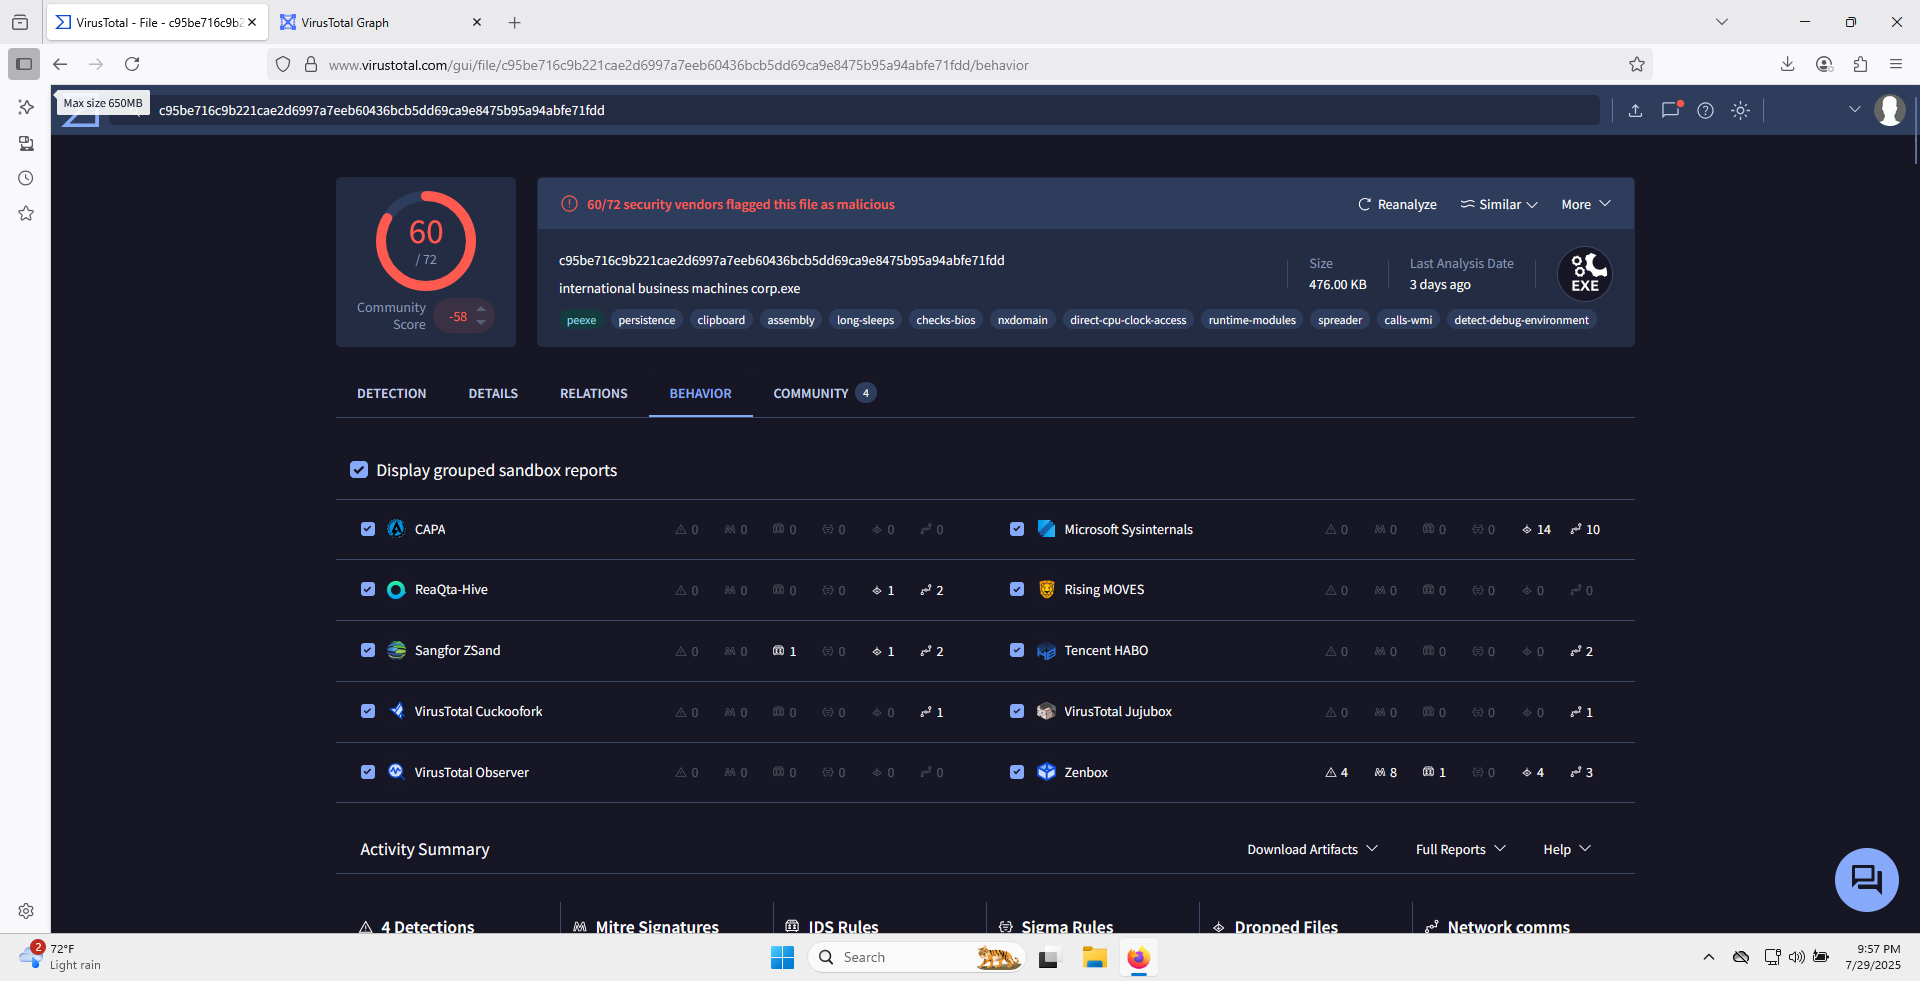 VirusTotal - File - c95be716c9b2
VirusTotal Graph
www.virustotal.com/gui/file/c95be716c9b221cae2d6997a7eeb60436bcb5dd69ca9e8475b95a94abfe71fdd/behavior
Max size 650MB
c95be716c9b221cae2d6997a7eeb60436bcb5dd69ca9e8475b95a94abfe71fdd
60
/ 72
Community Score
-58
60/72 security vendors flagged this file as malicious
Reanalyze
Similar
More
c95be716c9b221cae2d6997a7eeb60436bcb5dd69ca9e8475b95a94abfe71fdd
international business machines corp.exe
Size
476.00 KB
Last Analysis Date
3 days ago
EXE
peexe persistence clipboard assembly long-sleeps checks-bios nxdomain direct-cpu-clock-access runtime-modules spreader calls-wmi detect-debug-environment
DETECTION DETAILS RELATIONS BEHAVIOR COMMUNITY 4
Display grouped sandbox reports
CAPA 0 0 0 0 0 0
Microsoft Sysinternals 0 0 0 0 14 10
ReaQta-Hive 0 0 0 0 1 2
Rising MOVES 0 0 0 0 0 0
Sangfor ZSand 0 0 1 0 1 2
Tencent HABO 0 0 0 0 0 2
VirusTotal Cuckoofork 0 0 0 0 0 1
VirusTotal Jujubox 0 0 0 0 0 1
VirusTotal Observer 0 0 0 0 0 0
Zenbox 4 8 1 0 4 3
Activity Summary
Download Artifacts
Full Reports
Help
4 Detections
Mitre Signatures
IDS Rules
Sigma Rules
Dropped Files
Network comms
2
72°F
Light rain
Search
9:57 PM
7/29/2025